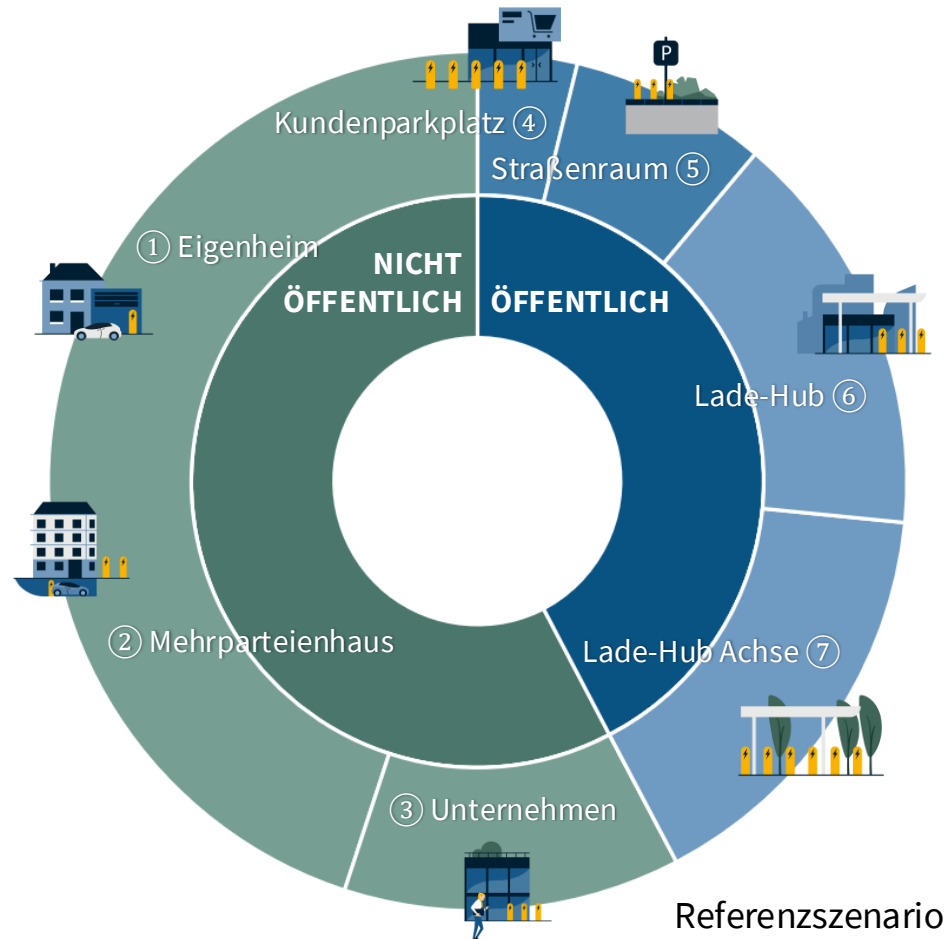 P
Kundenparkplatz ④
Straßenraum ⑤
① Eigenheim
NICHT
ÖFFENTLICH
ÖFFENTLICH
Lade-Hub ⑥
② Mehrparteienhaus
Lade-Hub Achse ⑦
③ Unternehmen
Referenzszenario